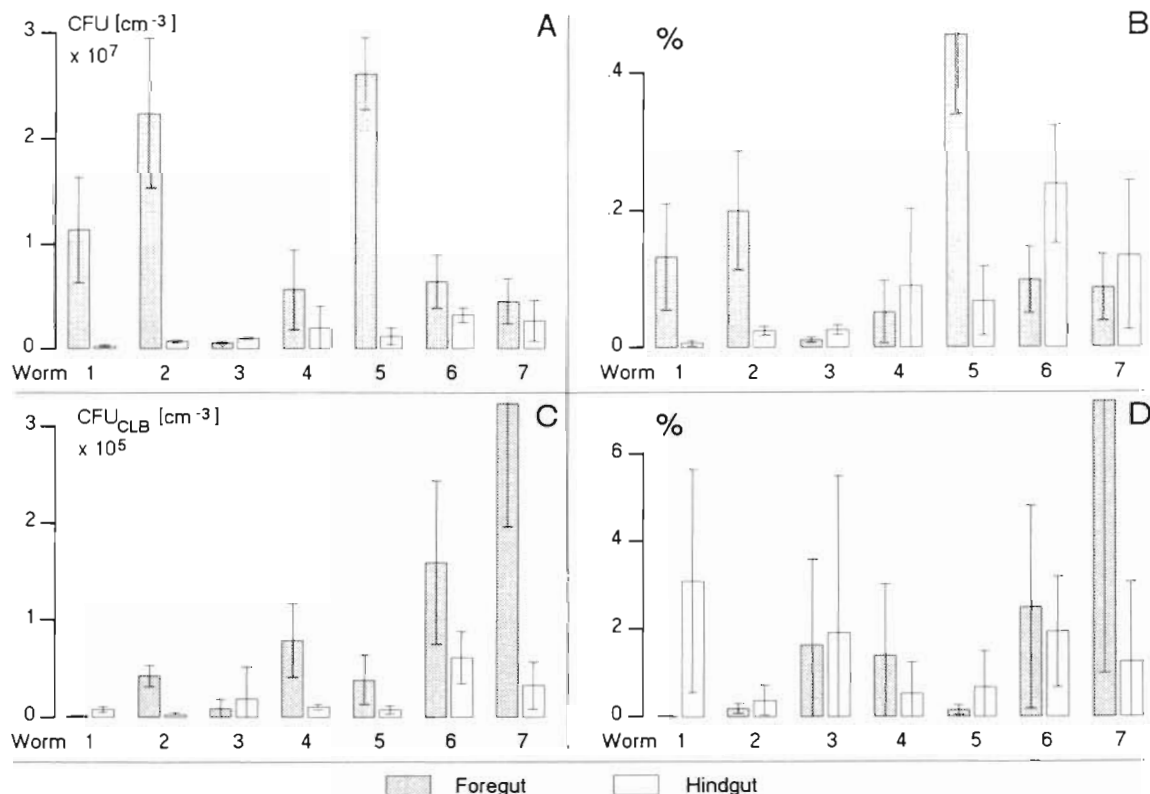 CFU [cm-3]
x 10^7
A
3
2
1
0
Worm 1 2 3 4 5 6 7
%
B
.4
.2
0
Worm 1 2 3 4 5 6 7
CFU_CLB [cm-3]
x 10^5
C
3
2
1
0
Worm 1 2 3 4 5 6 7
%
D
6
4
2
0
Worm 1 2 3 4 5 6 7
Foregut Hindgut